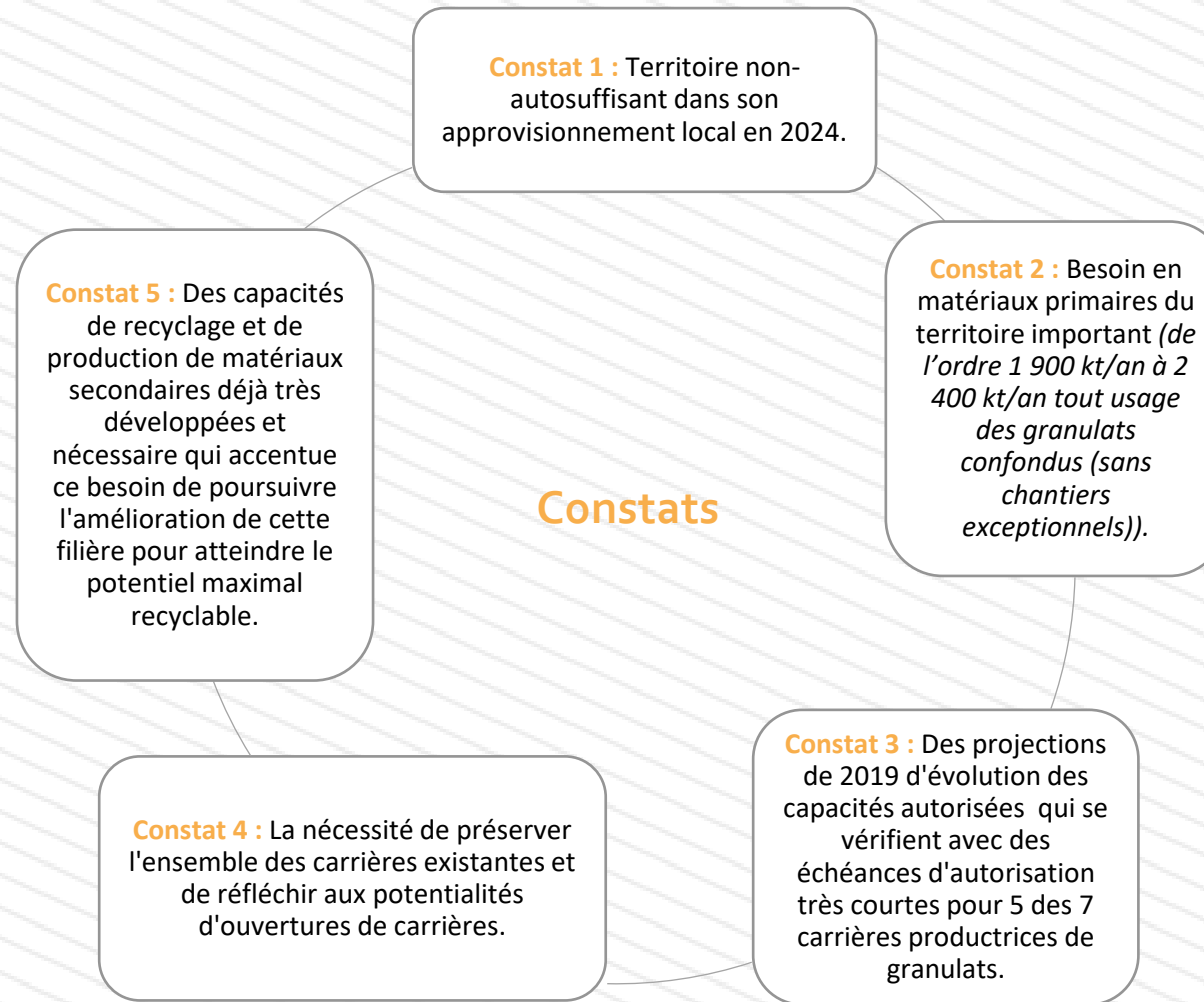 Constat 1 : Territoire non-
autosuffisant dans son
approvisionnement local en 2024.
Constat 2 : Besoin en
matériaux primaires du
territoire important (de
l'ordre 1 900 kt/an à 2
400 kt/an tout usage
des granulats
confondus (sans
chantiers
exceptionnels)).
Constat 3 : Des projections
de 2019 d'évolution des
capacités autorisées  qui se
vérifient avec des
échéances d'autorisation
très courtes pour 5 des 7
carrières productrices de
granulats.
Constat 4 : La nécessité de préserver
l'ensemble des carrières existantes et
de réfléchir aux potentialités
d'ouvertures de carrières.
Constat 5 : Des capacités
de recyclage et de
production de matériaux
secondaires déjà très
développées et
nécessaire qui accentue
ce besoin de poursuivre
l'amélioration de cette
filière pour atteindre le
potentiel maximal
recyclable.
Constats